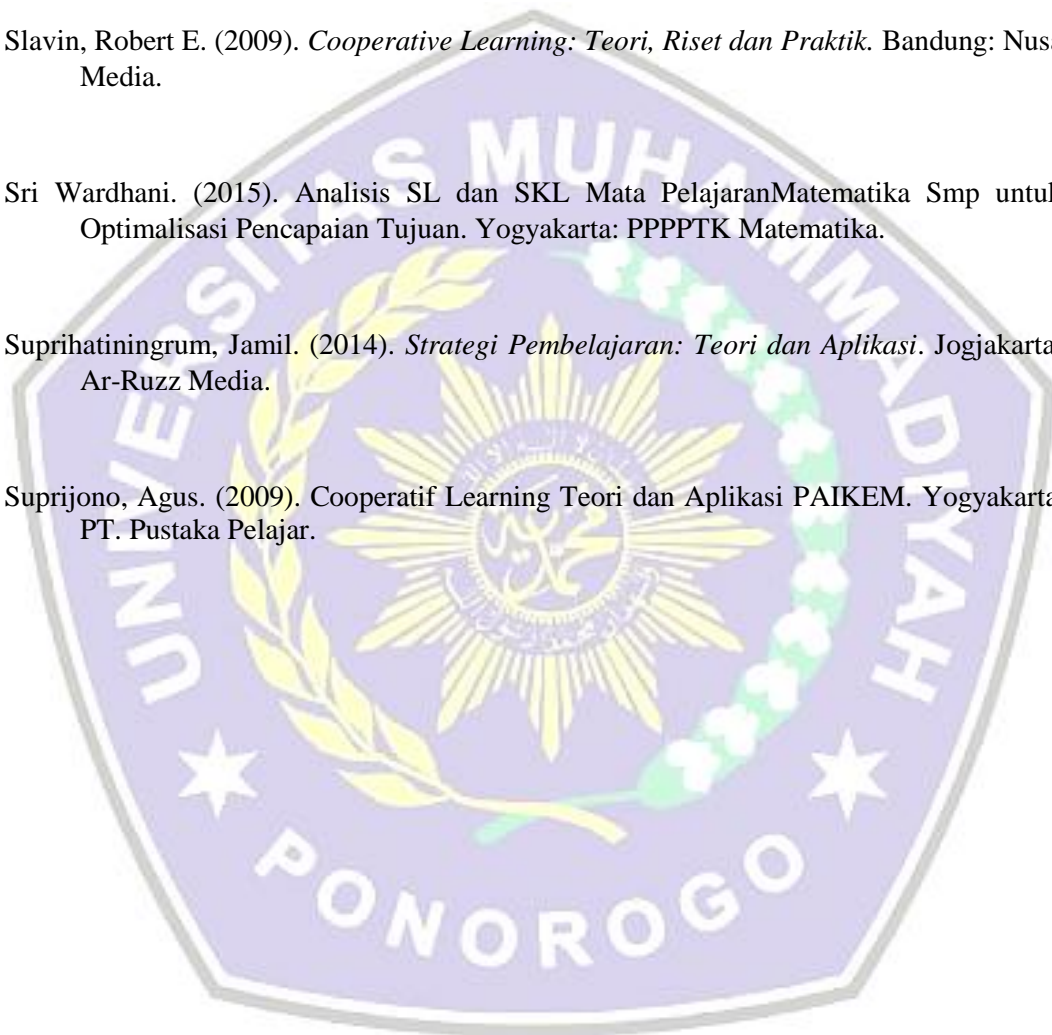 Slavin, Robert E. (2009). Cooperative Learning: Teori, Riset dan Praktik. Bandung: Nusa
Media.
Sri Wardhani. (2015). Analisis SL dan SKL Mata PelajaranMatematika Smp untuk
Optimalisasi Pencapaian Tujuan. Yogyakarta: PPPPTK Matematika.
Suprihatiningrum, Jamil. (2014). Strategi Pembelajaran: Teori dan Aplikasi. Jogjakarta
Ar-Ruzz Media.
Suprijono, Agus. (2009). Cooperatif Learning Teori dan Aplikasi PAIKEM. Yogyakarta
PT. Pustaka Pelajar.
UNIVERSITAS MUHAMMADIYAH
PONOROGO